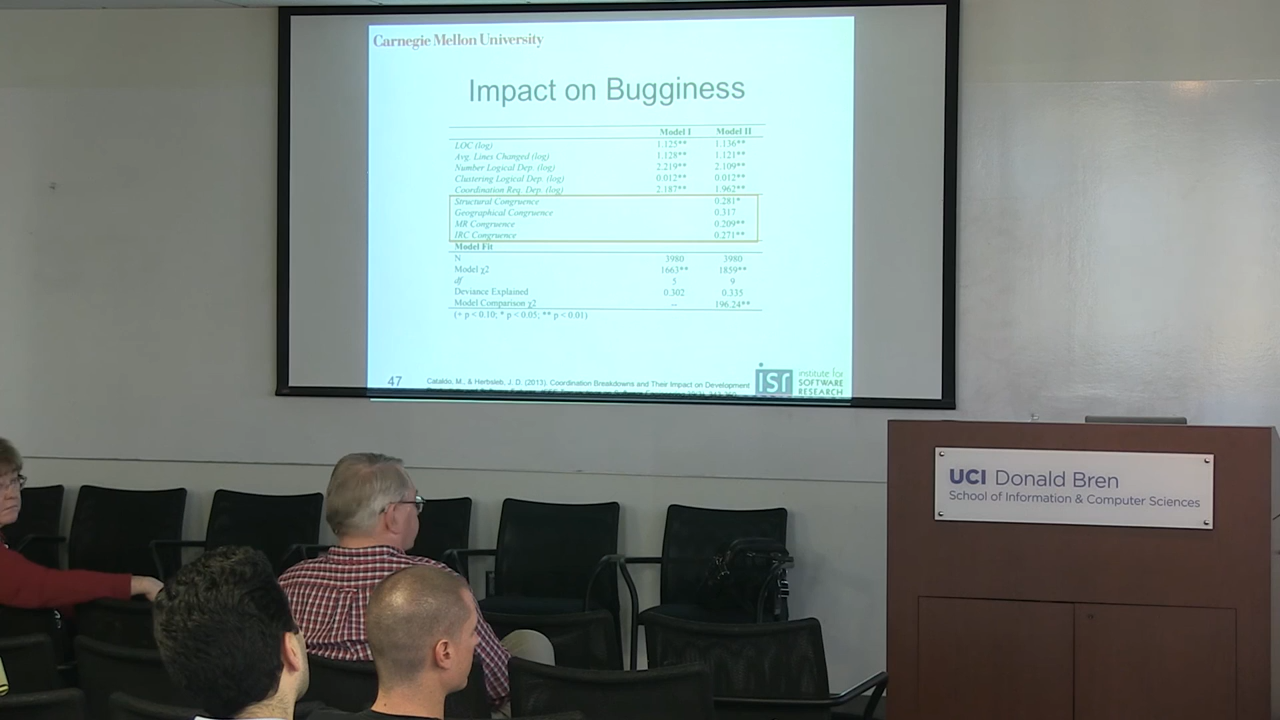 Carnegie Mellon University
Impact on Bugginess
Model I Model II
LOC (log) 1.125** 1.136**
Avg. Lines Changed (log) 1.128** 1.121**
Number Logical Dep. (log) 2.219** 2.109**
Clustering Logical Dep. (log) 0.012** 0.012**
Coordination Req. Dep. (log) 2.187** 1.962**
Structural Congruence 0.281*
Geographical Congruence 0.317
MR Congruence 0.209**
IRC Congruence 0.271**
Model Fit
N 3980 3980
Model χ2 1663** 1859**
df 5 9
Deviance Explained 0.302 0.335
Model Comparison χ2 -- 196.24**
(+ p < 0.10; * p < 0.05; ** p < 0.01)
47
Cataldo, M., & Herbsleb, J. D. (2013). Coordination Breakdowns and Their Impact on Development
isr institute for
SOFTWARE
RESEARCH
UCI Donald Bren
School of Information & Computer Sciences